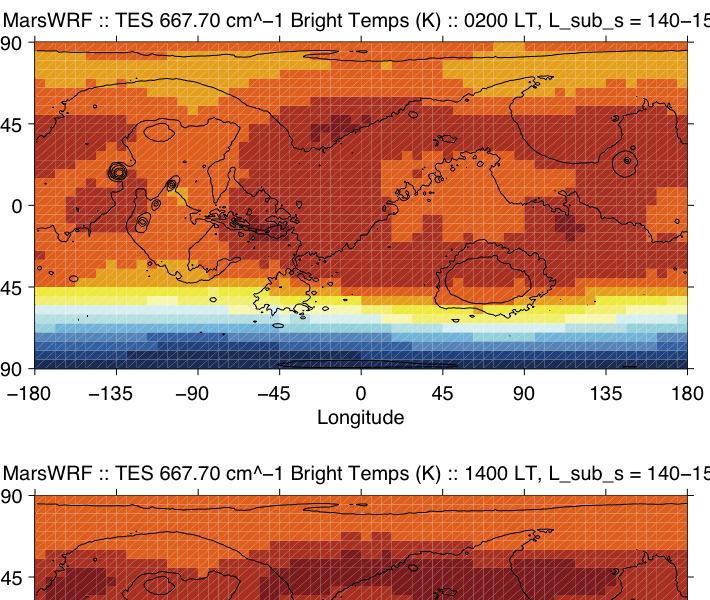 MarsWRF :: TES 667.70 cm^−1 Bright Temps (K) :: 0200 LT, L_sub_s = 140−15
90
45
0
45
90
−180 −135 −90 −45 0 45 90 135 180
Longitude
MarsWRF :: TES 667.70 cm^−1 Bright Temps (K) :: 1400 LT, L_sub_s = 140−15
90
45